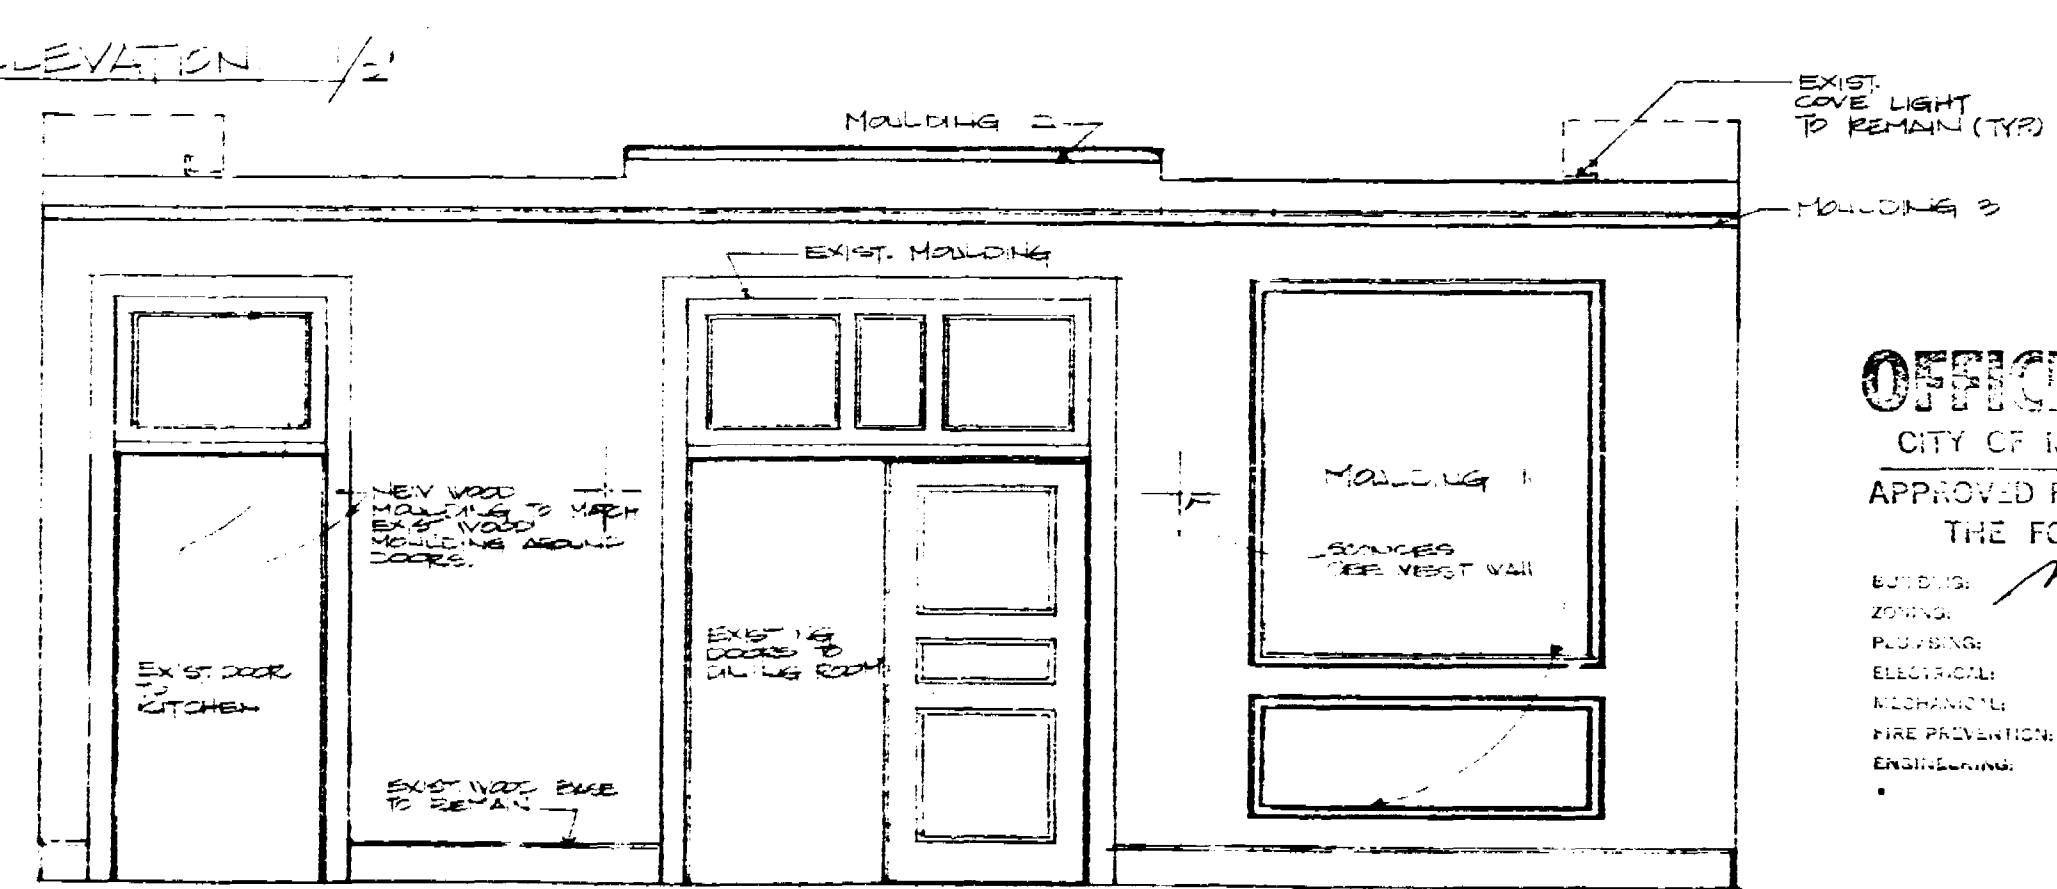 ELEVATION 1/2"
MOULDING 2
EXIST.
COVE LIGHT
TO REMAIN (TYP.)
MOULDING 3
EXIST. MOULDING
NEW WOOD
MOULDING TO MATCH
EXIST WOOD
MOULDING AROUND
DOORS.
MOULDING 1
SCONCES
SEE WEST WALL
EXISTING
DOORS TO
DINING ROOM
EXIST. DOOR
TO
KITCHEN
EXIST WOOD BASE
TO REMAIN
OFFIC
CITY OF
APPROVED F
THE FO
BUILDING:
ZONING:
PLUMBING:
ELECTRICAL:
MECHANICAL:
FIRE PREVENTION:
ENGINEERING: